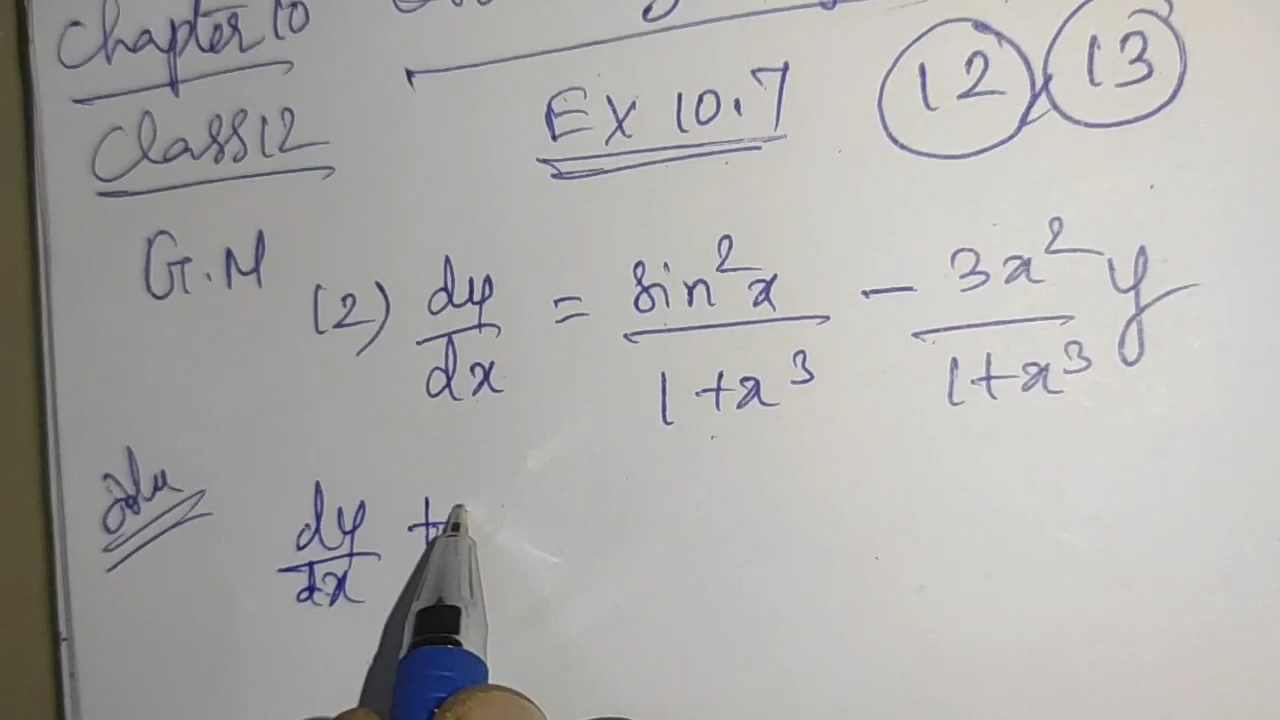 Chapter 10
Class 12
Ex 10.7
12 13
G.M (2) dy/dx = sin²x/1+x³ - 3x²/1+x³ y
Solu
dy/dx +